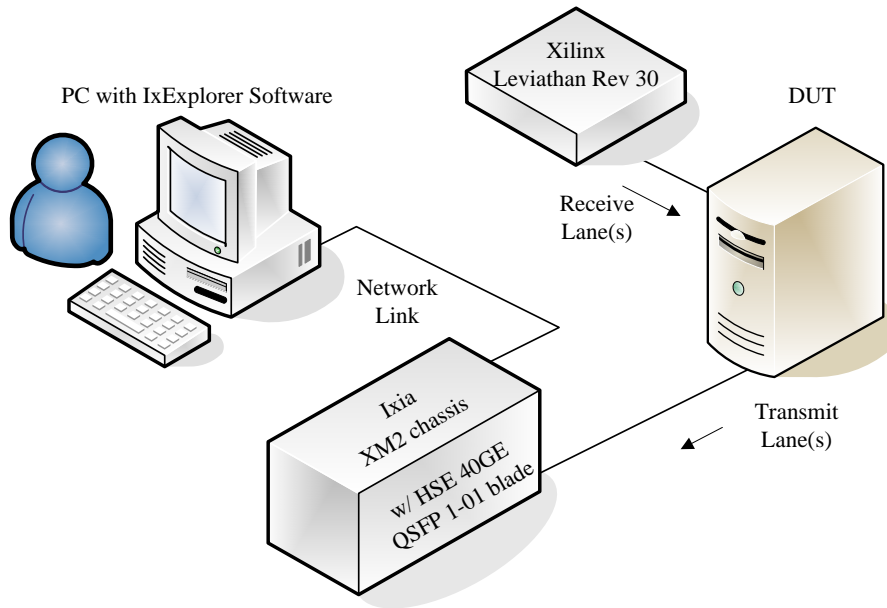 Xilinx
Leviathan Rev 30
PC with IxExplorer Software
DUT
Receive
Lane(s)
Network
Link
Ixia
XM2 chassis
w/ HSE 40GE
QSFP 1-01 blade
Transmit
Lane(s)